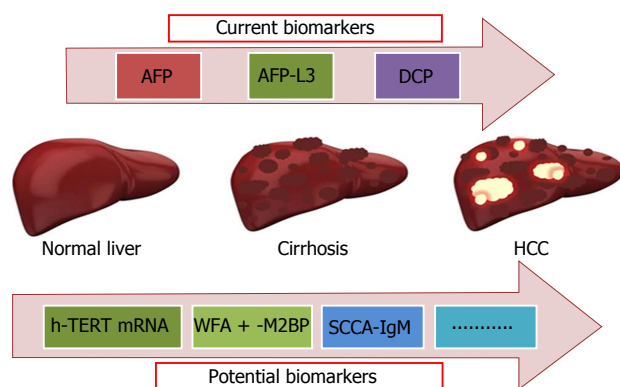 Current biomarkers
AFP AFP-L3 DCP
Normal liver Cirrhosis HCC
h-TERT mRNA WFA + -M2BP SCCA-IgM ...........
Potential biomarkers